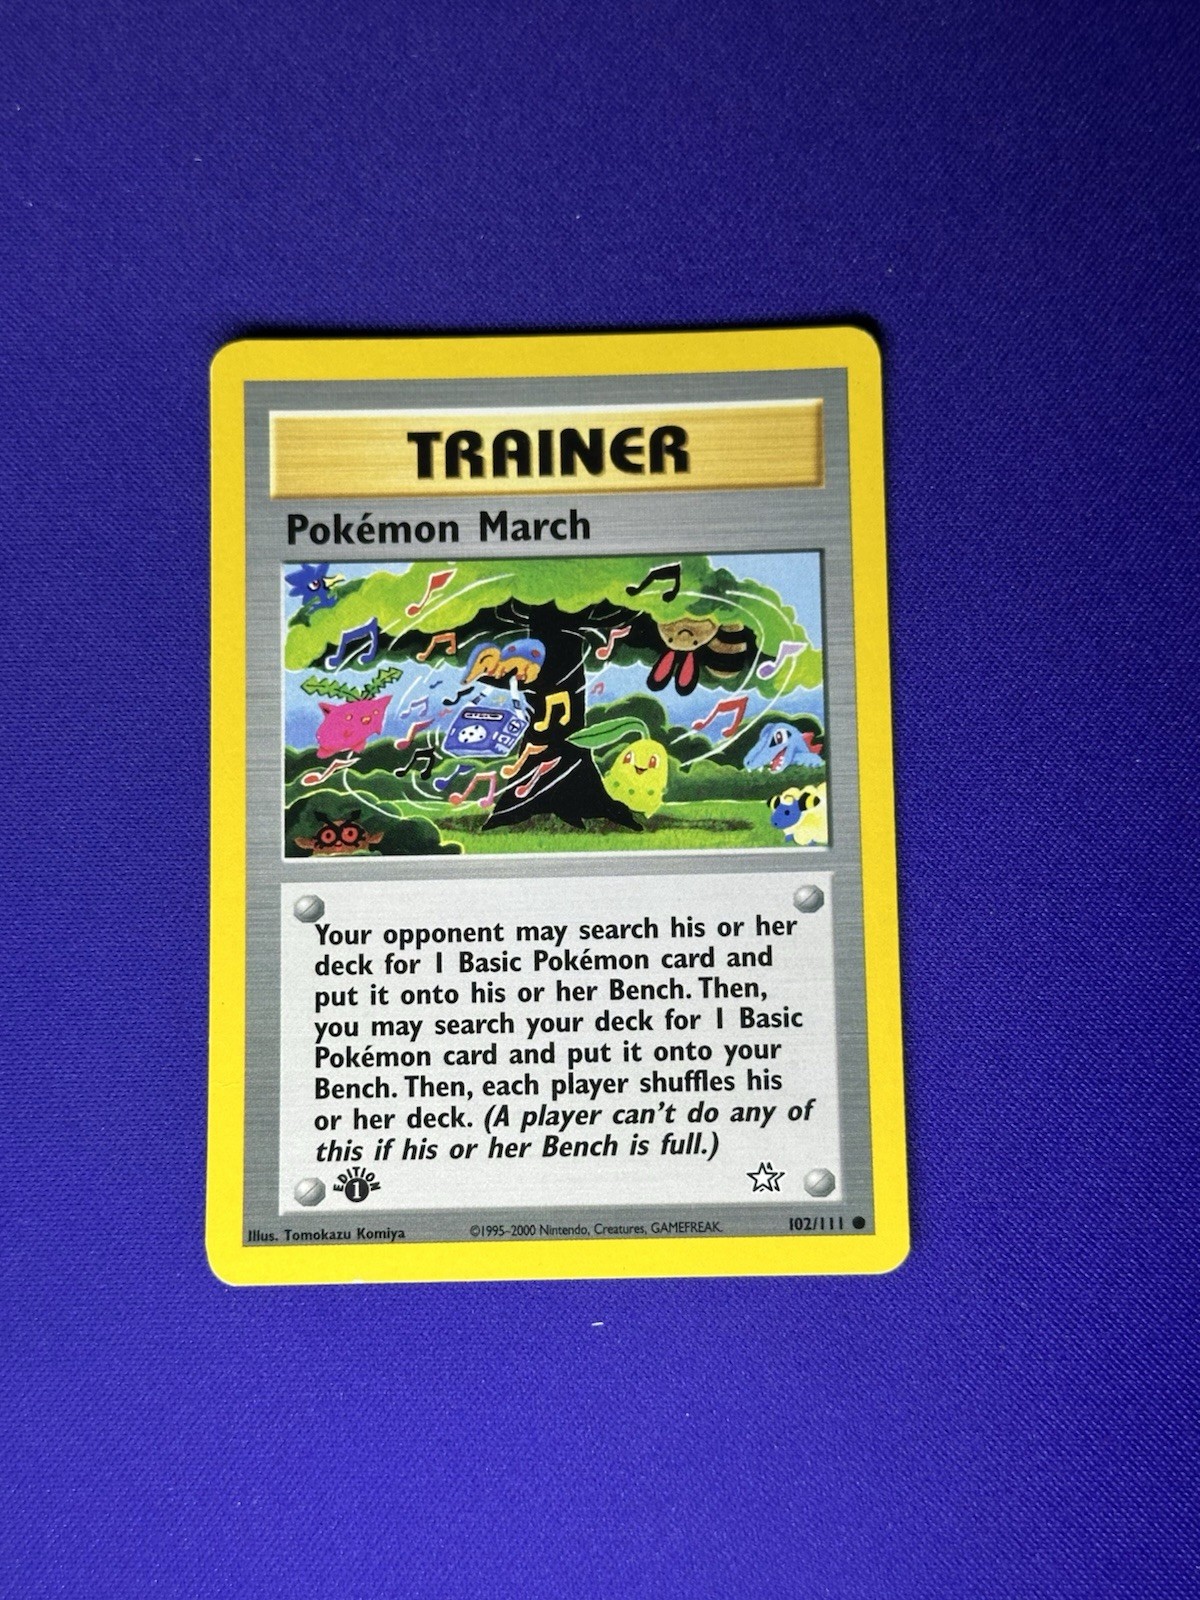 TRAINER
Pokémon March
Your opponent may search his or her
deck for 1 Basic Pokémon card and
put it onto his or her Bench. Then,
you may search your deck for 1 Basic
Pokémon card and put it onto your
Bench. Then, each player shuffles his
or her deck. (A player can't do any of
this if his or her Bench is full.)
EDITION
1
Illus. Tomokazu Komiya ©1995–2000 Nintendo, Creatures, GAMEFREAK. 102/111